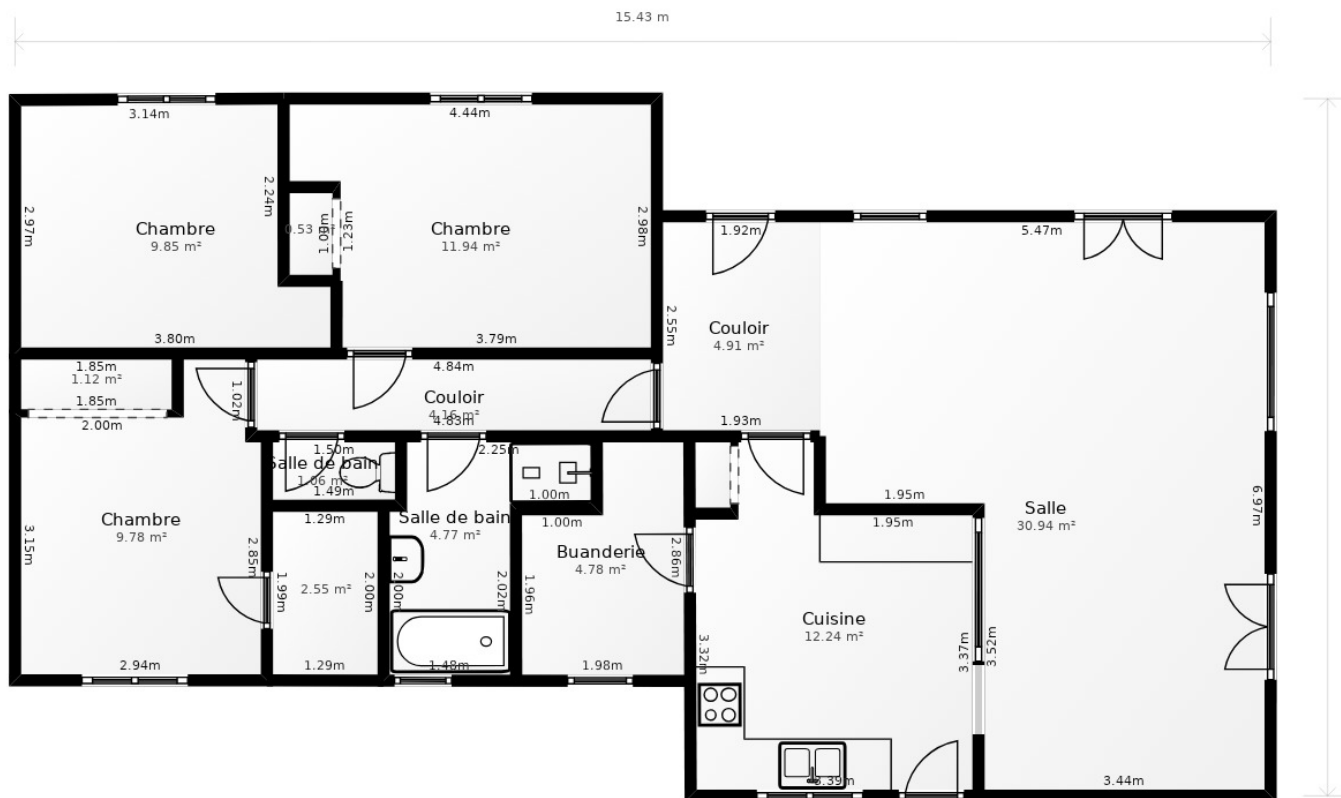 15.43 m
3.14m
4.44m
2.97m
2.24m
Chambre
9.85 m²
0.53 m²
1.00m
1.23m
Chambre
11.94 m²
2.98m
3.80m
3.79m
1.92m
5.47m
2.55m
Couloir
4.91 m²
1.93m
1.85m
1.12 m²
1.85m
2.00m
1.02m
4.84m
Couloir
4.16 m²
4.83m
1.50m
Salle de bain
1.06 m²
1.49m
2.25m
1.00m
1.00m
Chambre
9.78 m²
3.15m
2.85m
2.94m
1.29m
1.99m
2.55 m²
2.00m
1.29m
Salle de bain
4.77 m²
2.00m
2.02m
1.48m
Buanderie
4.78 m²
1.96m
2.86m
1.98m
1.95m
1.95m
Salle
30.94 m²
6.97m
Cuisine
12.24 m²
3.32m
3.37m
3.52m
3.39m
3.44m